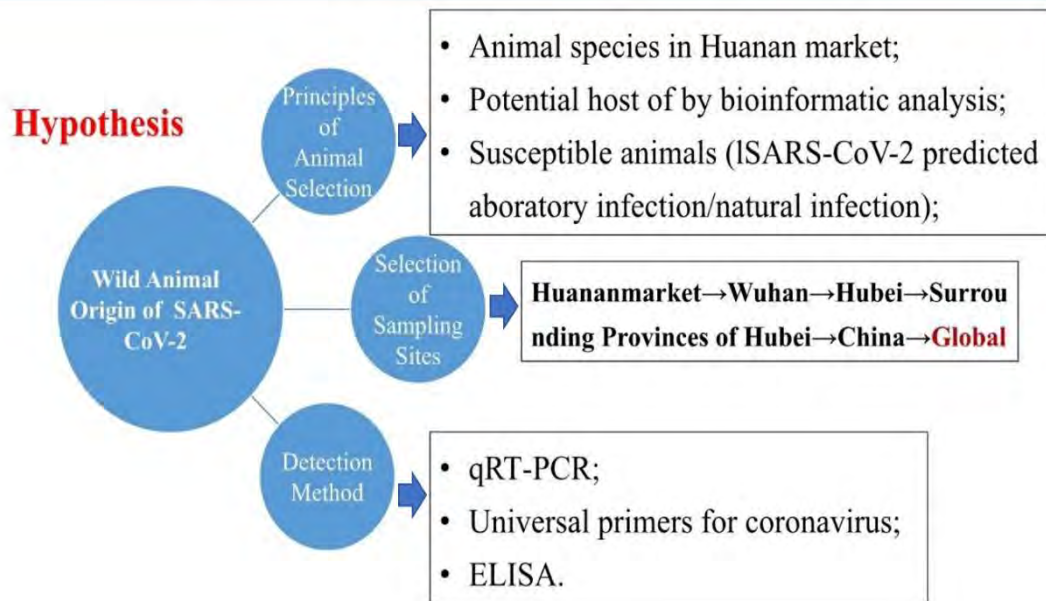 Hypothesis
Wild Animal
Origin of SARS-
CoV-2
Principles
of
Animal
Selection
• Animal species in Huanan market;
• Potential host of by bioinformatic analysis;
• Susceptible animals (lSARS-CoV-2 predicted
aboratory infection/natural infection);
Selection
of
Sampling
Sites
Huananmarket→Wuhan→Hubei→Surrou
nding Provinces of Hubei→China→Global
Detection
Method
• qRT-PCR;
• Universal primers for coronavirus;
• ELISA.